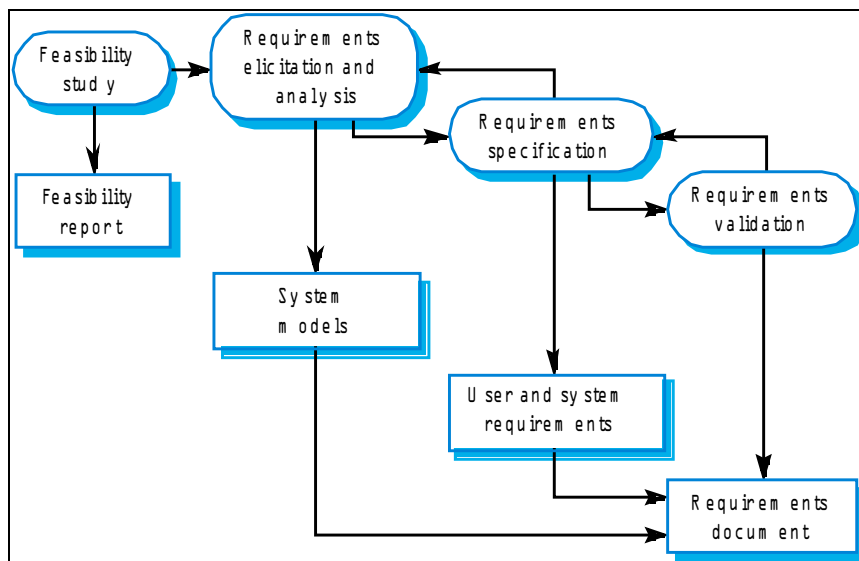 Feasibility
study
Requirements
elicitation and
analysis
Requirements
specification
Requirements
validation
Feasibility
report
System
models
User and system
requirements
Requirements
document